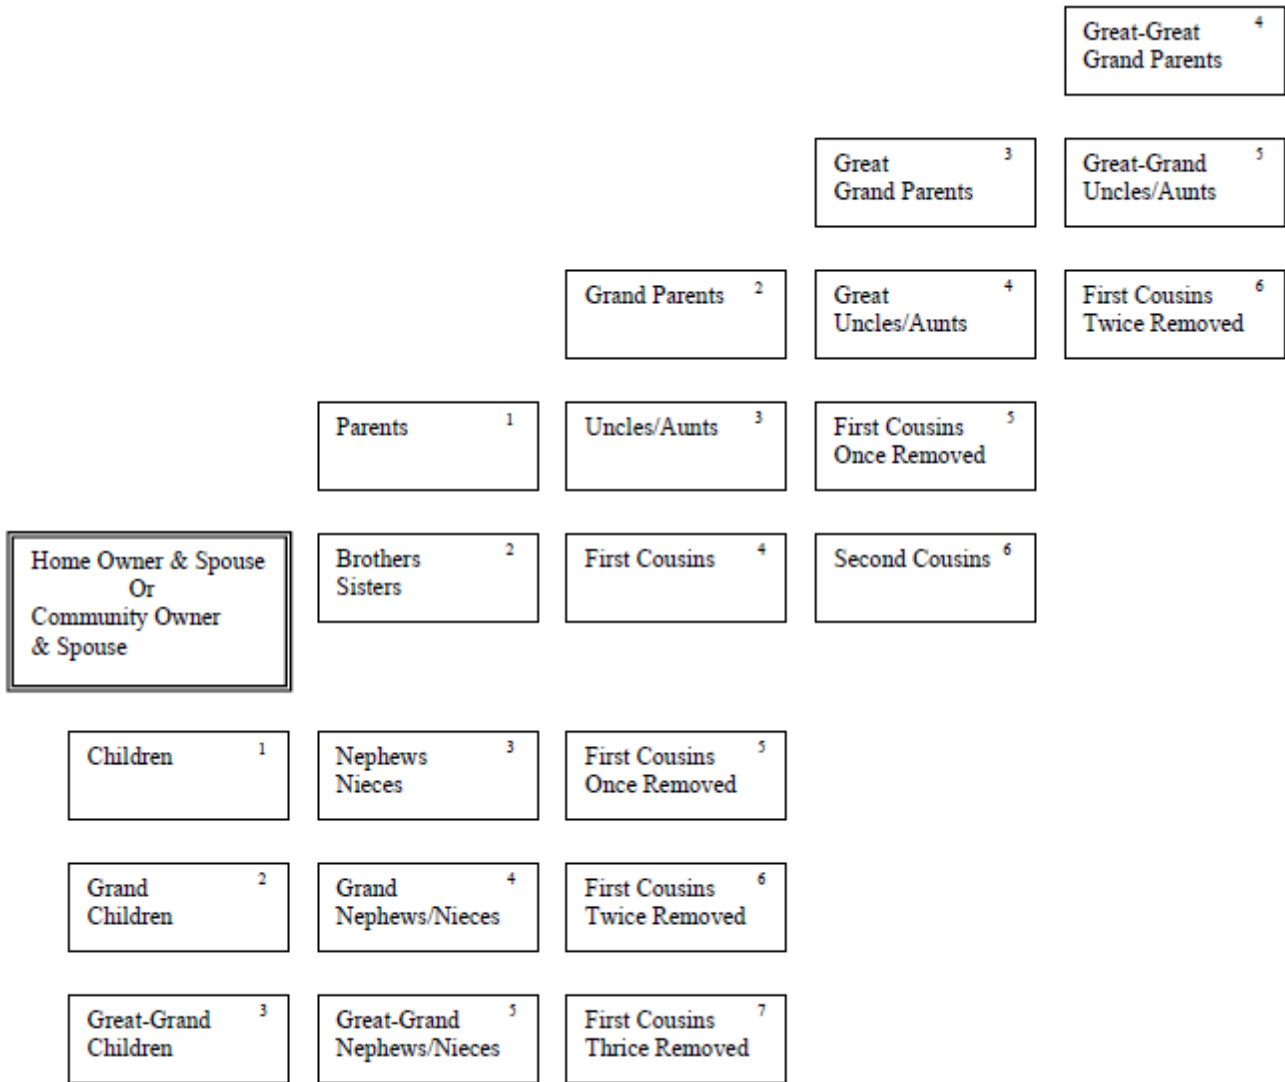 Great-Great 4
Grand Parents
Great 3
Grand Parents
Great-Grand 5
Uncles/Aunts
Grand Parents 2
Great 4
Uncles/Aunts
First Cousins 6
Twice Removed
Parents 1
Uncles/Aunts 3
First Cousins 5
Once Removed
Home Owner & Spouse
Or
Community Owner
& Spouse
Brothers 2
Sisters
First Cousins 4
Second Cousins 6
Children 1
Nephews 3
Nieces
First Cousins 5
Once Removed
Grand 2
Children
Grand 4
Nephews/Nieces
First Cousins 6
Twice Removed
Great-Grand 3
Children
Great-Grand 5
Nephews/Nieces
First Cousins 7
Thrice Removed